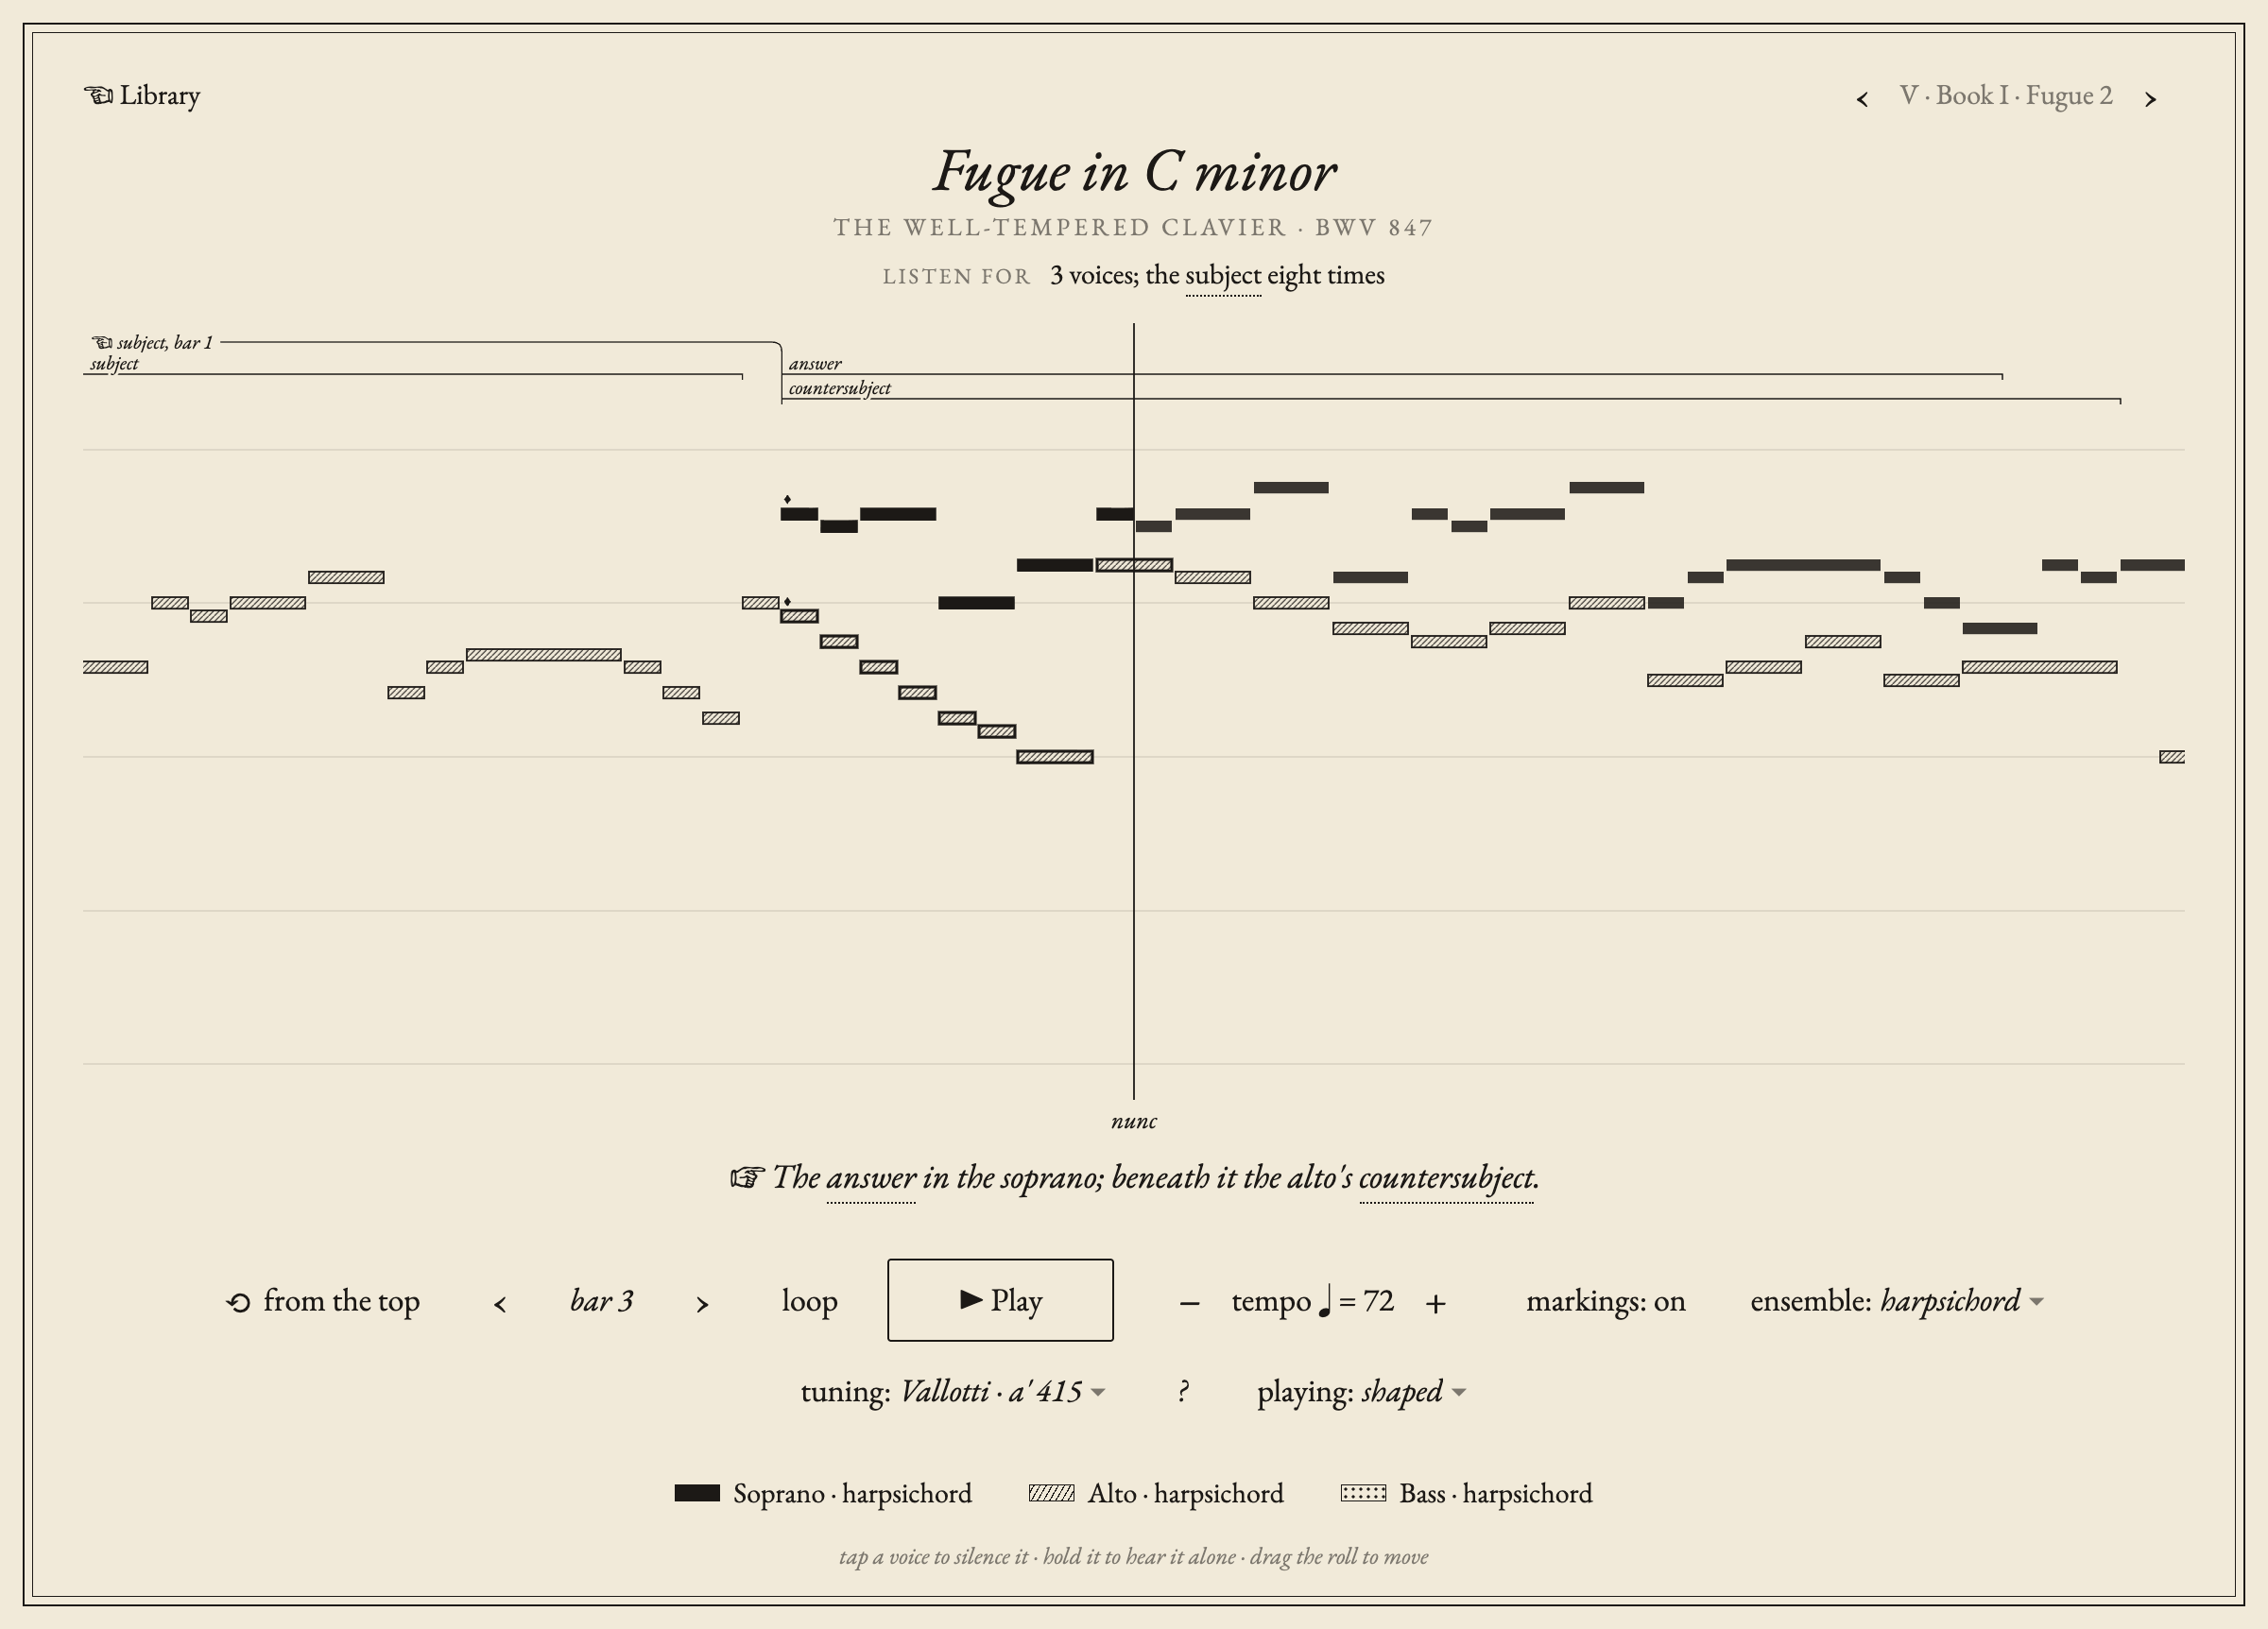 ☜ Library
‹ V · Book I · Fugue 2 ›
Fugue in C minor
THE WELL-TEMPERED CLAVIER · BWV 847
LISTEN FOR 3 voices; the subject eight times
☜ subject, bar 1
subject
answer
countersubject
nunc
☞ The answer in the soprano; beneath it the alto's countersubject.
⟲ from the top ‹ bar 3 › loop ▶ Play − tempo ♩ = 72 + markings: on ensemble: harpsichord ▾
tuning: Vallotti · a' 415 ▾ ? playing: shaped ▾
Soprano · harpsichord Alto · harpsichord Bass · harpsichord
tap a voice to silence it · hold it to hear it alone · drag the roll to move